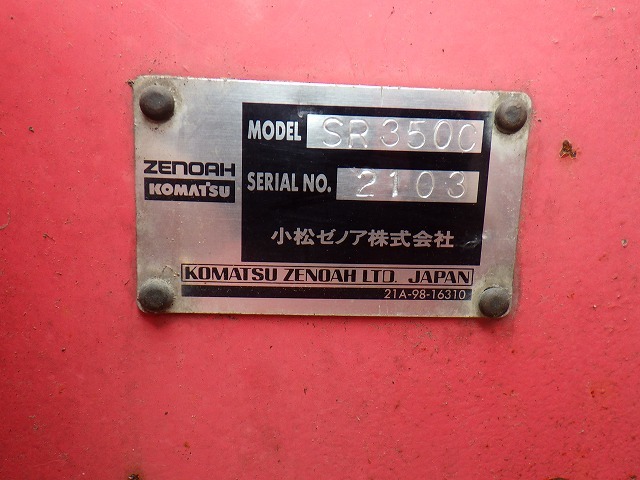 ZENOAH
KOMATSU
MODEL SR3500
SERIAL NO. 2103
小松ゼノア株式会社
KOMATSU ZENOAH LTD. JAPAN
21A-98-16310